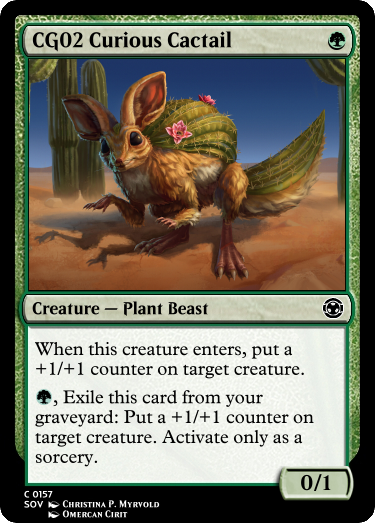 CG02 Curious Cactail
Creature — Plant Beast
When this creature enters, put a
+1/+1 counter on target creature.
, Exile this card from your
graveyard: Put a +1/+1 counter on
target creature. Activate only as a
sorcery.
0/1
C 0157
SOV Christina P. Myrvold
Omercan Cirit